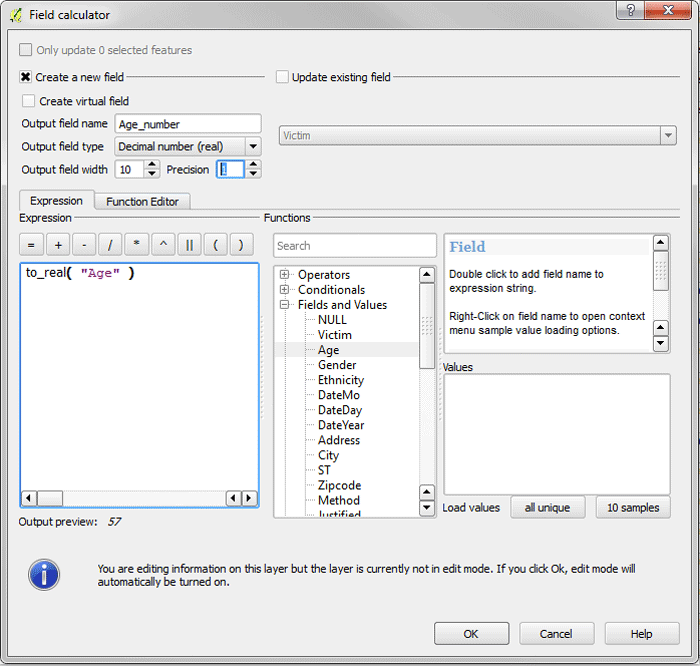 Field calculator
Only update 0 selected features
Create a new field
Update existing field
Create virtual field
Output field name Age_number
Victim
Output field type Decimal number (real)
Output field width 10 Precision
Expression Function Editor
Expression
Functions
= + - / * ^ || ( )
Search
to_real( "Age" )
Operators
Conditionals
Fields and Values
NULL
Victim
Age
Gender
Ethnicity
DateMo
DateDay
DateYear
Address
City
ST
Zipcode
Method
Justified
Field
Double click to add field name to
expression string.
Right-Click on field name to open context
menu sample value loading options.
Values
Load values all unique 10 samples
Output preview: 57
You are editing information on this layer but the layer is currently not in edit mode. If you click Ok, edit mode will
automatically be turned on.
OK Cancel Help